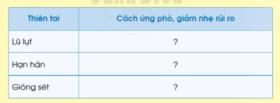 Thiên tai Cách ứng phó, giảm nhẹ rủi ro
Lũ lụt ?
Hạn hán ?
Giông sét ?